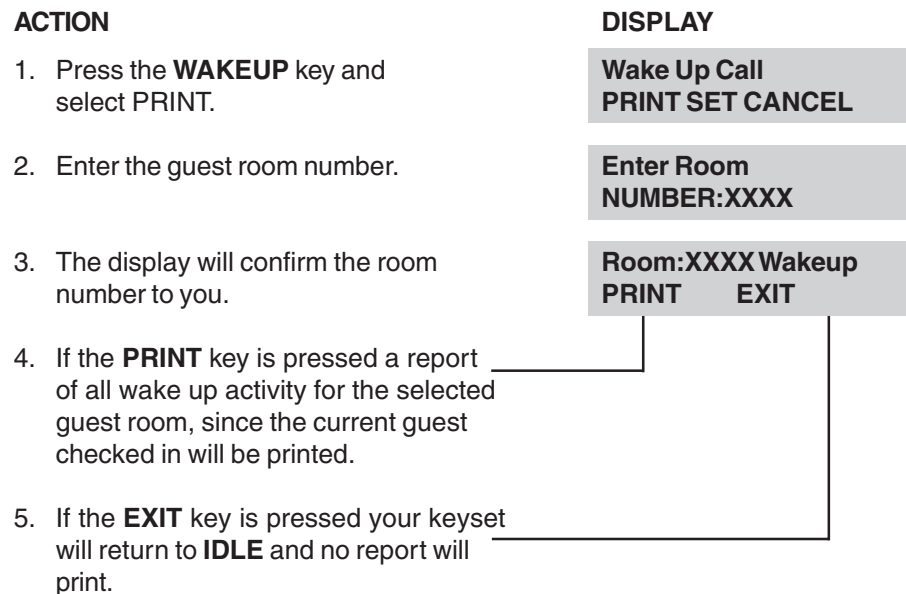 ACTION
DISPLAY
1. Press the WAKEUP key and
select PRINT.
Wake Up Call
PRINT SET CANCEL
2. Enter the guest room number.
Enter Room
NUMBER:XXXX
3. The display will confirm the room
number to you.
Room:XXXX Wakeup
PRINT EXIT
4. If the PRINT key is pressed a report
of all wake up activity for the selected
guest room, since the current guest
checked in will be printed.
5. If the EXIT key is pressed your keyset
will return to IDLE and no report will
print.